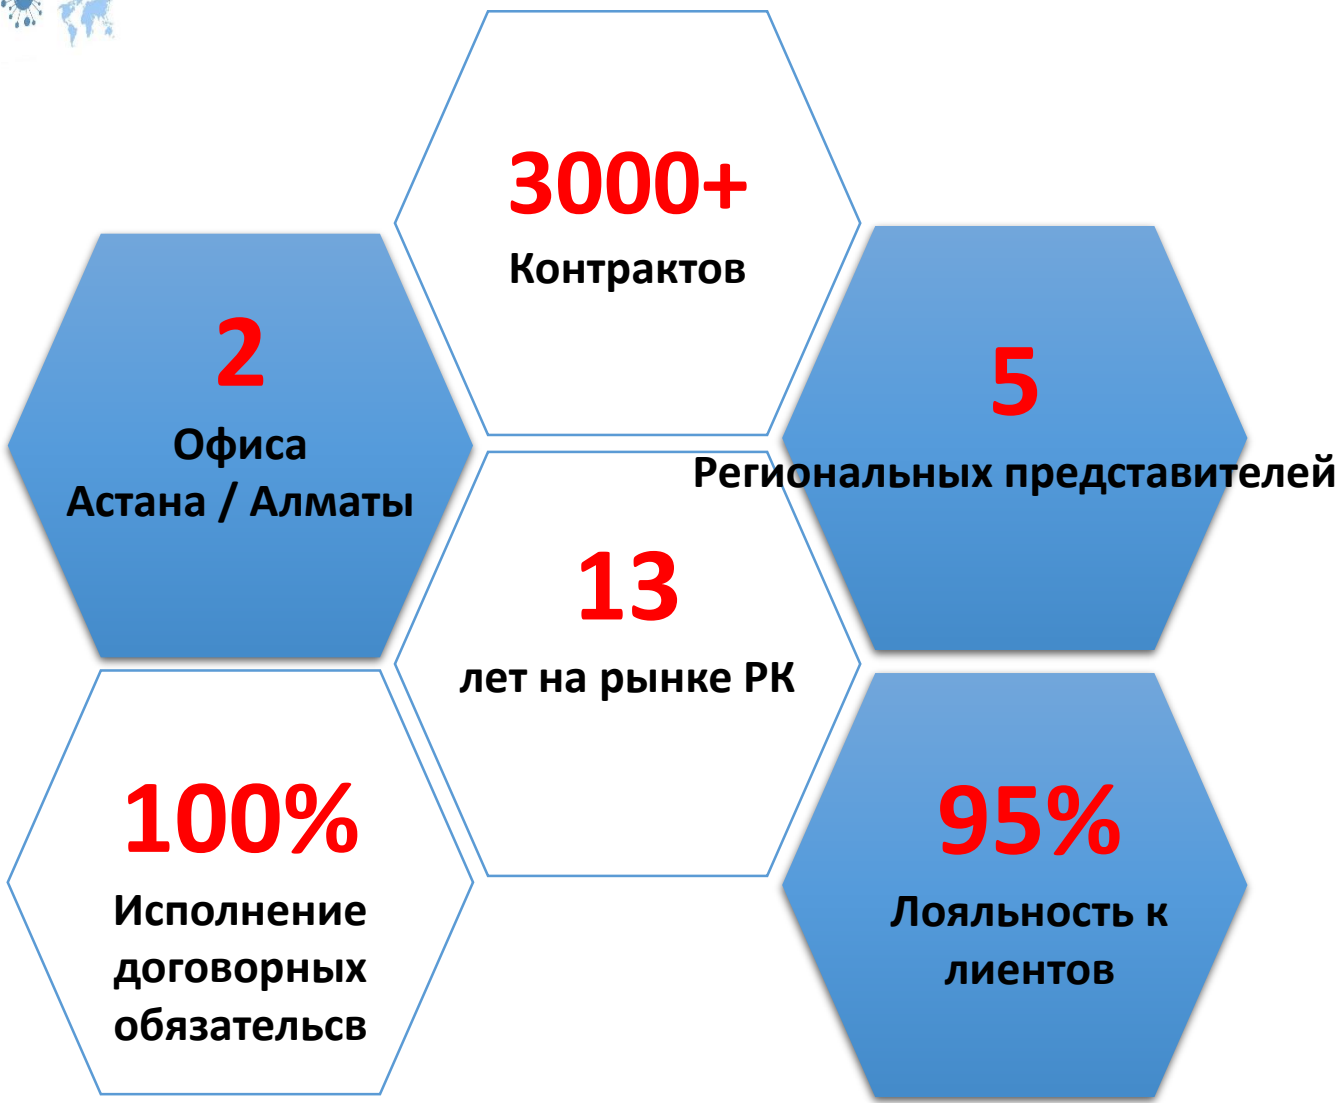 3000+
Контрактов
2
Офиса
Астана / Алматы
5
Региональных представителей
13
лет на рынке РК
100%
Исполнение
договорных
обязательсв
95%
Лояльность к
лиентов